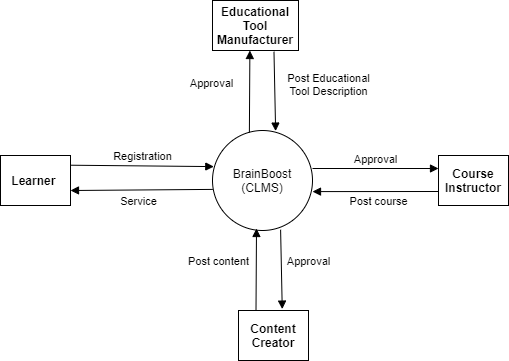 Educational
Tool
Manufacturer
Approval
Post Educational
Tool Description
Registration
Learner
Service
BrainBoost
(CLMS)
Approval
Course
Instructor
Post course
Post content
Approval
Content
Creator